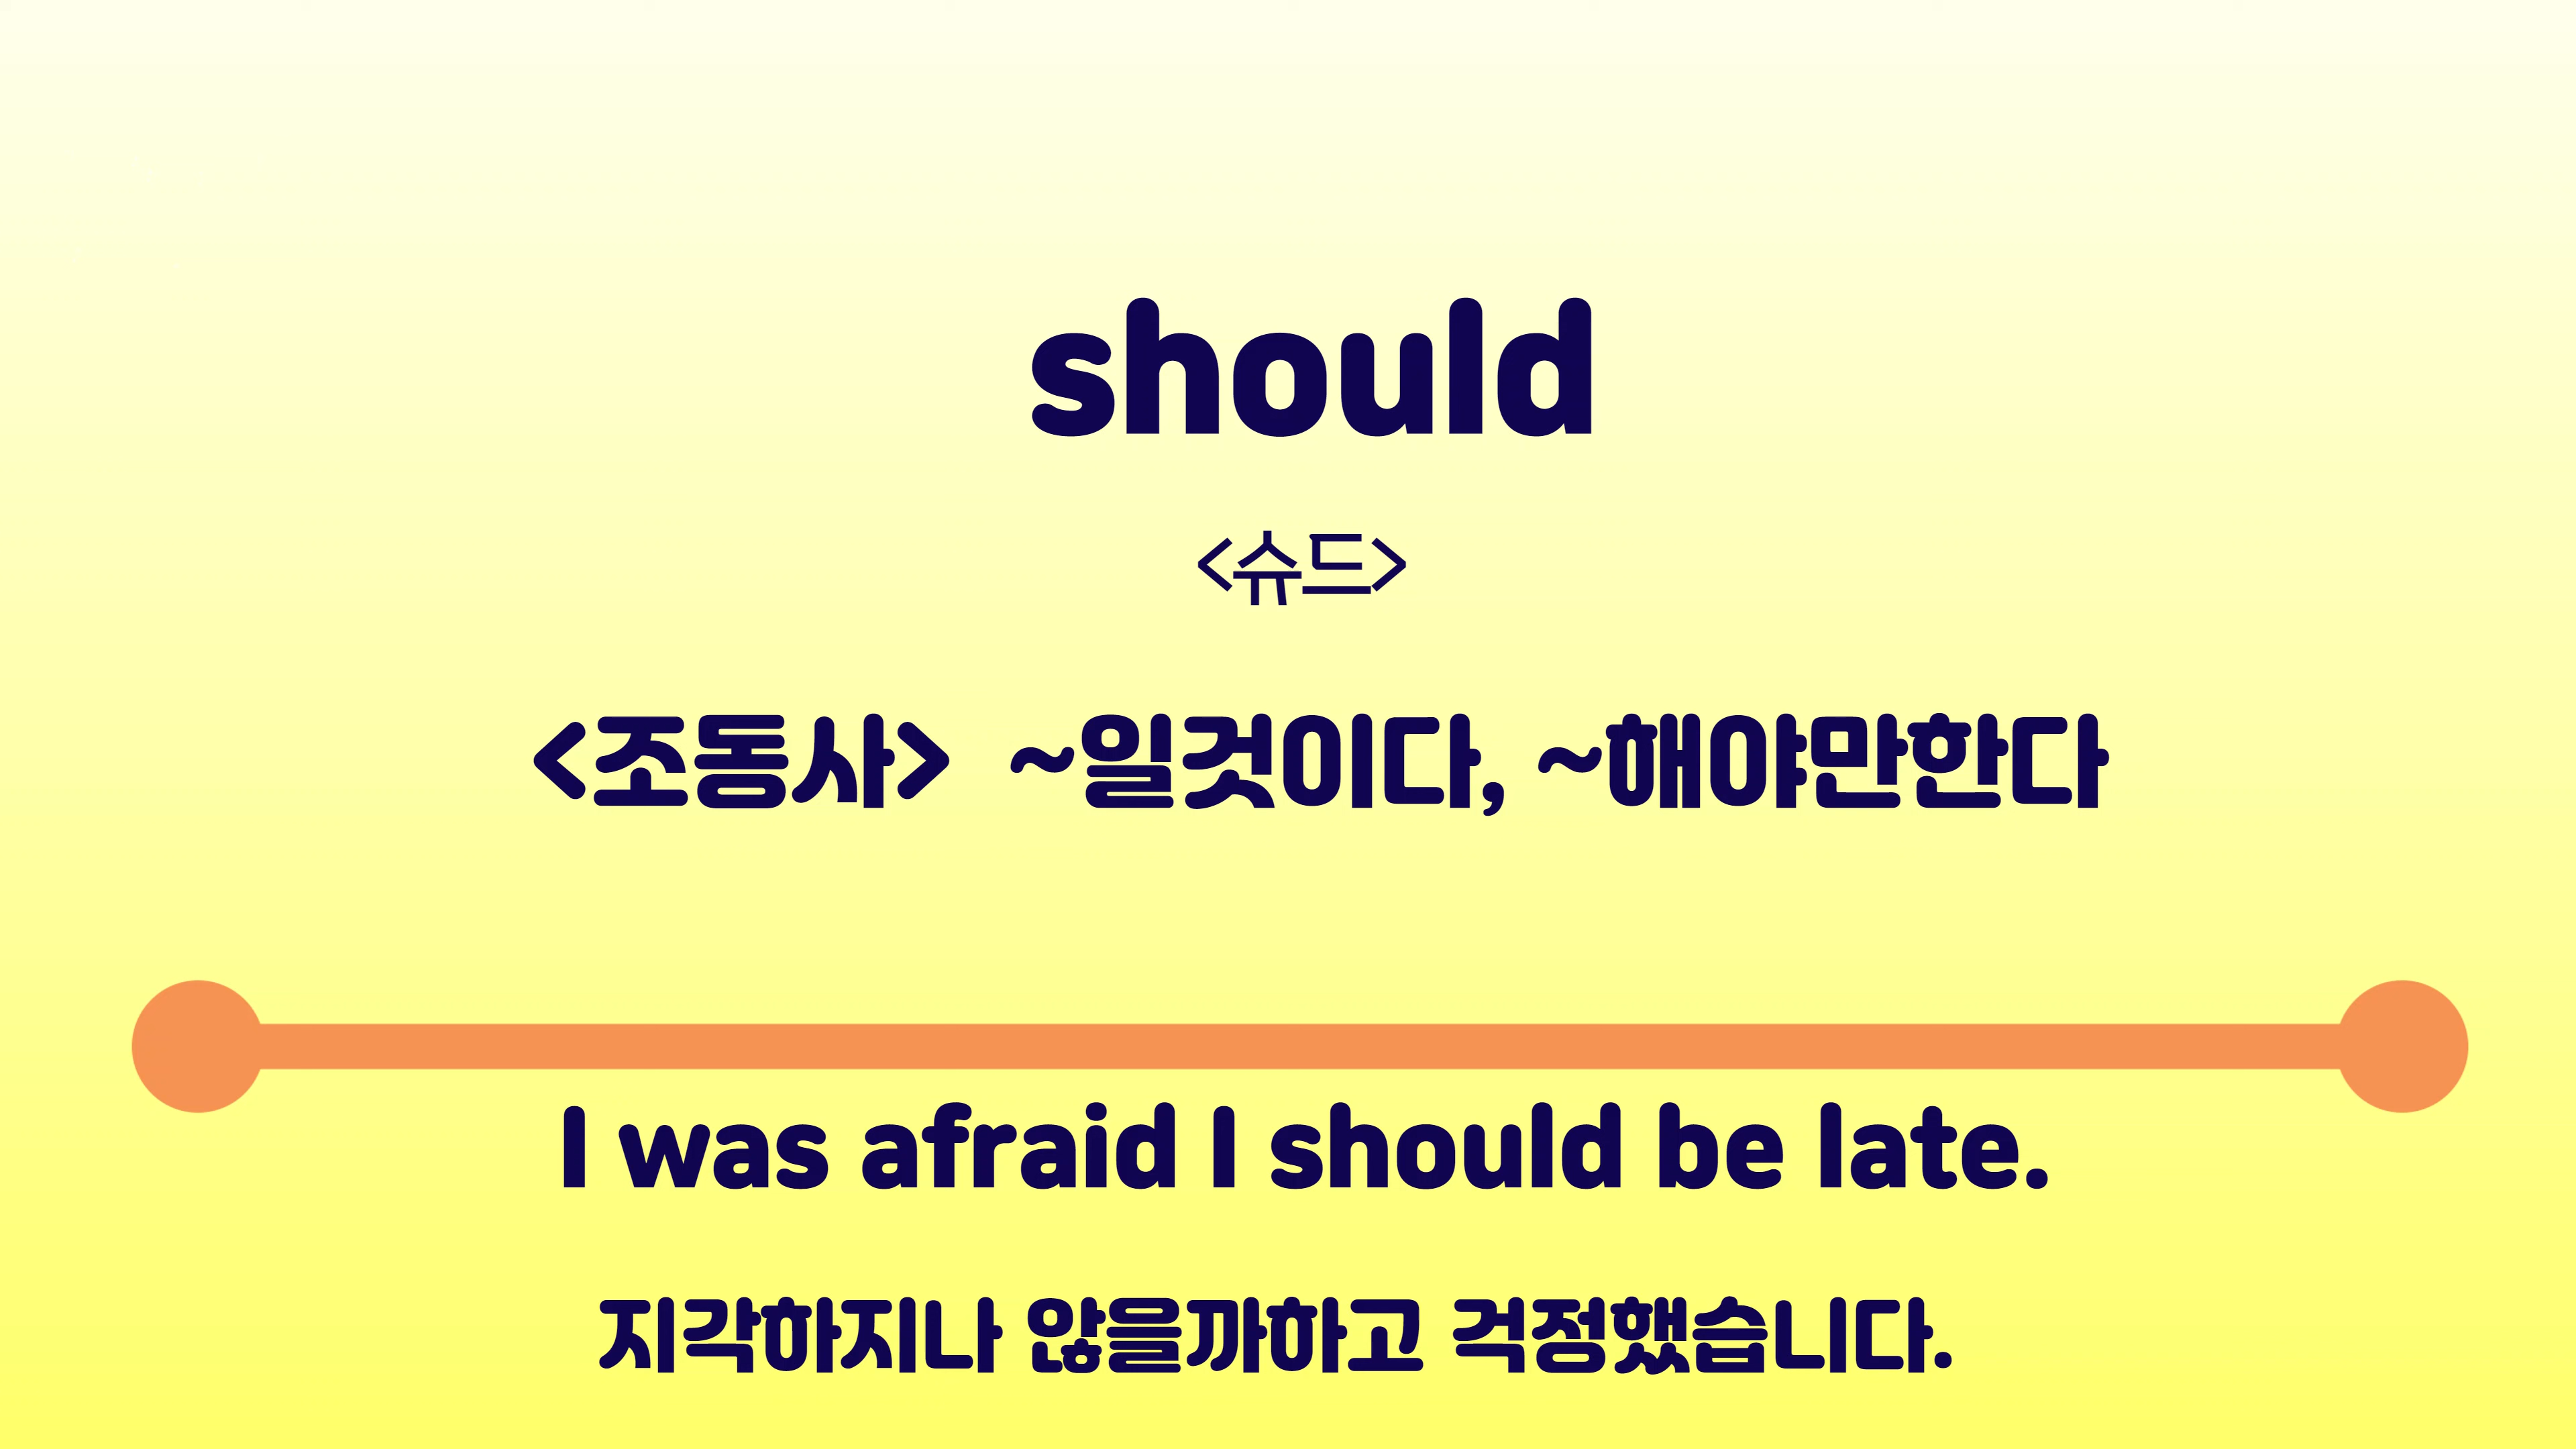 should
<슈드>
<조동사> ~일것이다, ~해야만한다
I was afraid I should be late.
지각하지나 않을까하고 걱정했습니다.